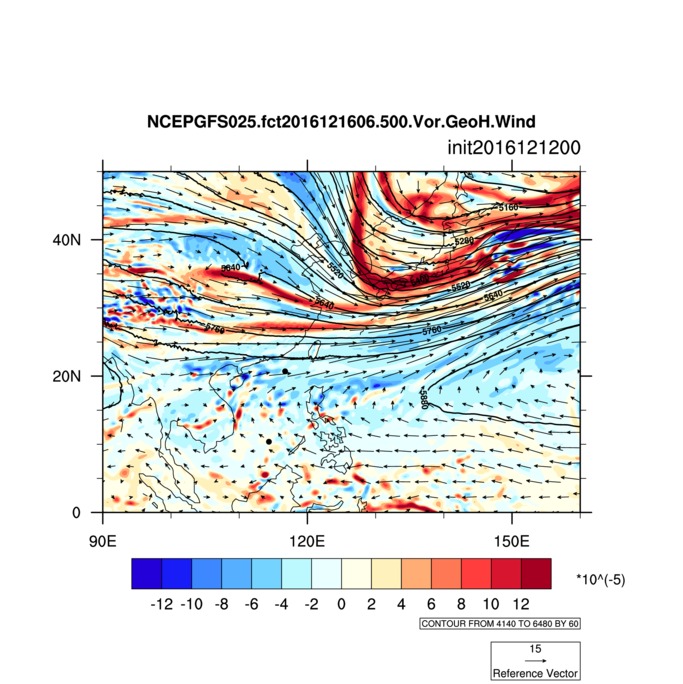 NCEPGFS025.fct2016121606.500.Vor.GeoH.Wind
init2016121200
5160
5280
40N
5520
5640
5520
5640
5640
5760
5760
20N
5880
0
90E 120E 150E
-12 -10 -8 -6 -4 -2 0 2 4 6 8 10 12
*10^(-5)
CONTOUR FROM 4140 TO 6480 BY 60
15
Reference Vector